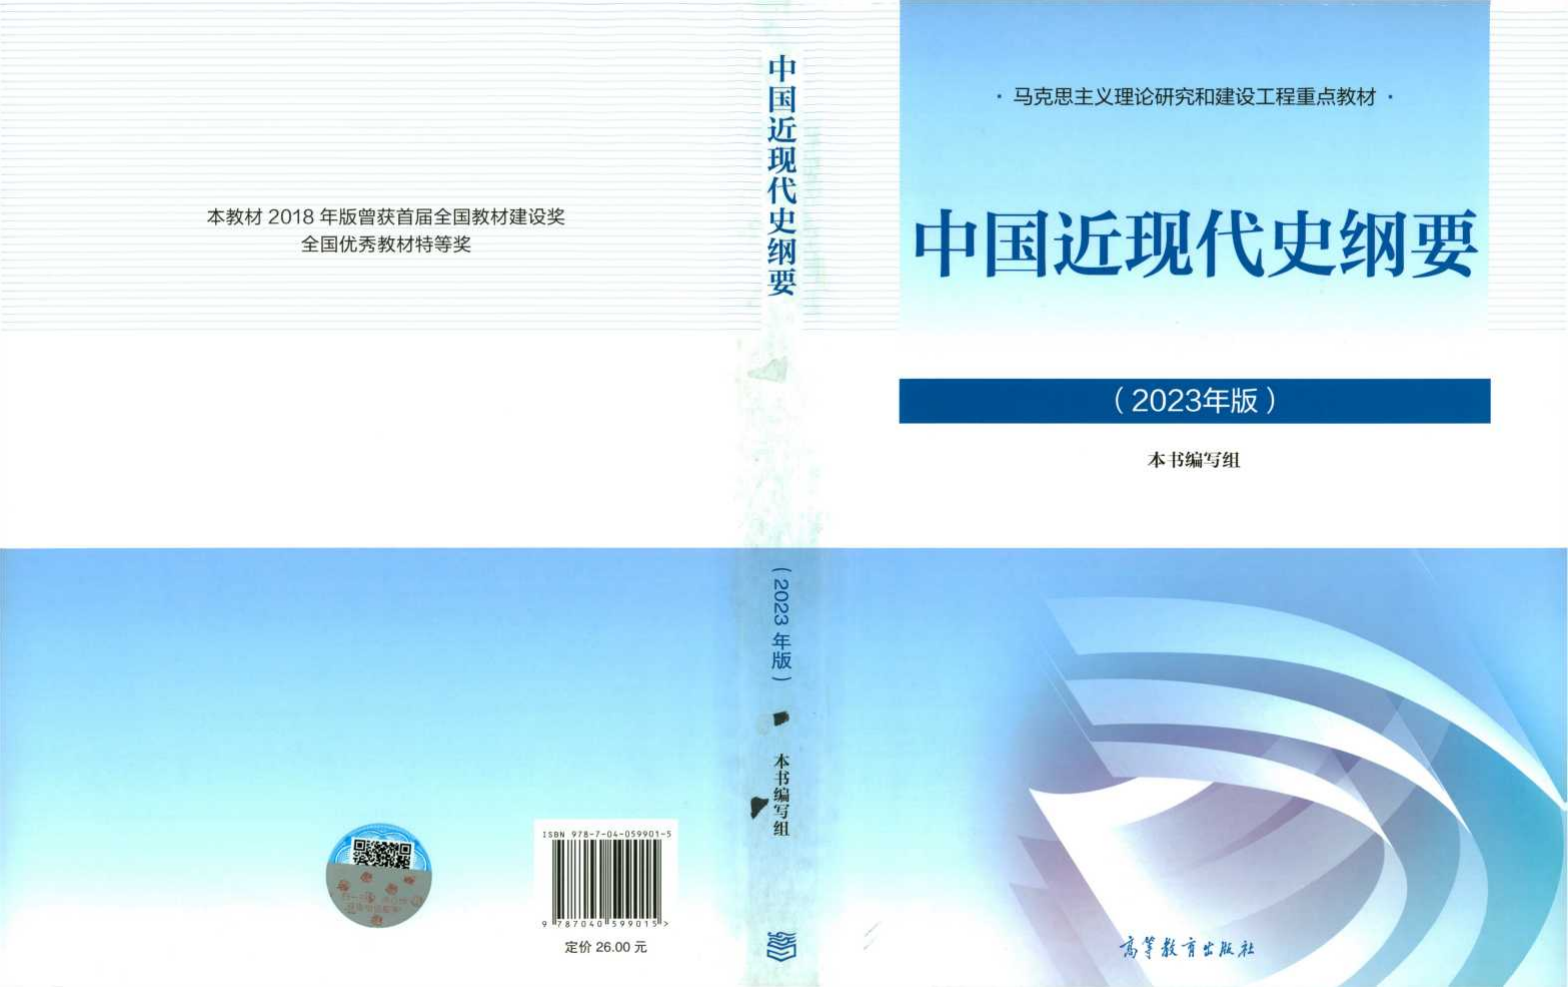 本教材 2018 年版曾获首届全国教材建设奖
全国优秀教材特等奖
ISBN 978-7-04-059901-5
9 787040 599015 >
定价 26.00 元
中国近现代史纲要
（2023 年版）
本书编写组
· 马克思主义理论研究和建设工程重点教材 ·
中国近现代史纲要
（2023年版）
本书编写组
高等教育出版社